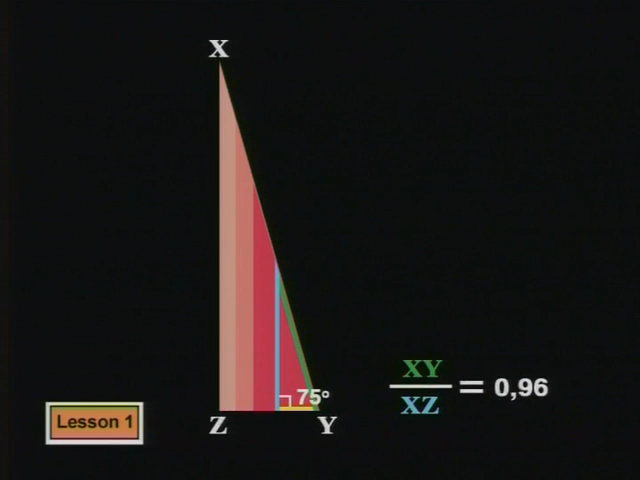 X
75°
XY
XZ
= 0,96
Lesson 1
Z
Y